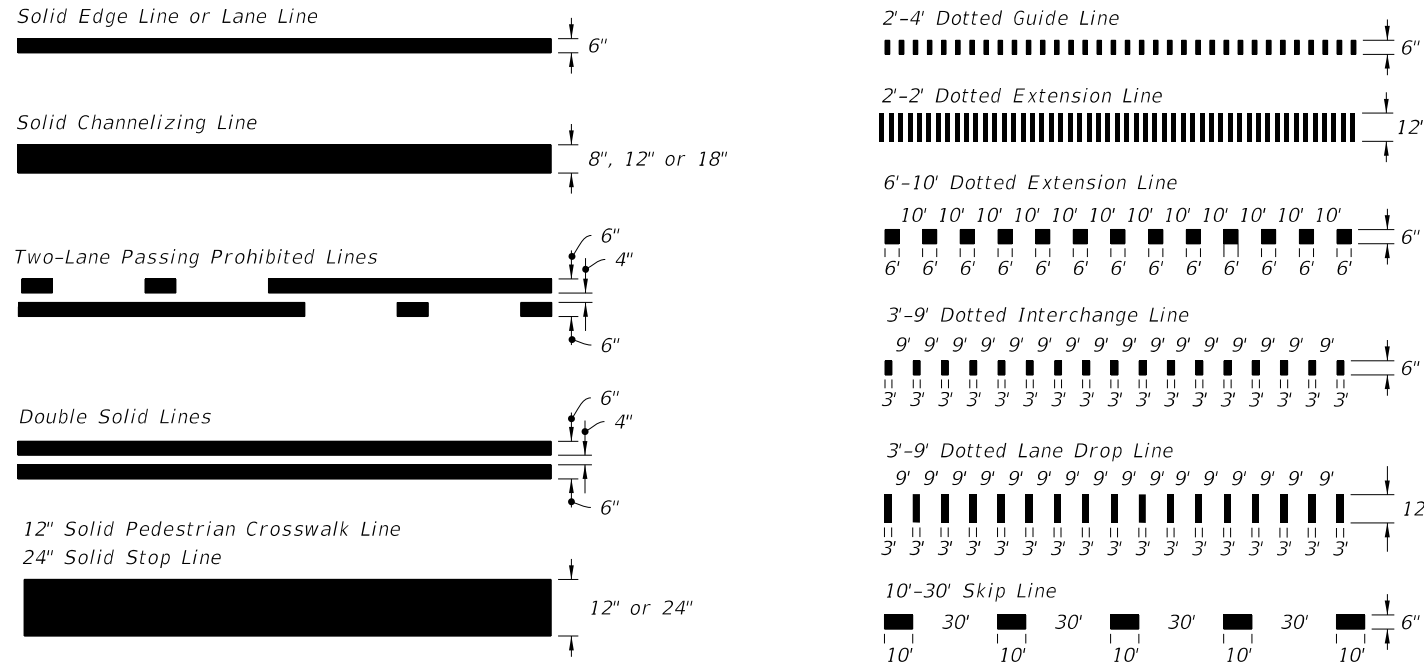 Solid Edge Line or Lane Line
6"
Solid Channelizing Line
8", 12" or 18"
Two-Lane Passing Prohibited Lines
6"
4"
6"
Double Solid Lines
6"
4"
6"
12" Solid Pedestrian Crosswalk Line
24" Solid Stop Line
12" or 24"
2'-4' Dotted Guide Line
6"
2'-2' Dotted Extension Line
12'
6'-10' Dotted Extension Line
10' 10' 10' 10' 10' 10' 10' 10' 10' 10' 10' 10'
6"
6' 6' 6' 6' 6' 6' 6' 6' 6' 6' 6' 6' 6'
3'-9' Dotted Interchange Line
9' 9' 9' 9' 9' 9' 9' 9' 9' 9' 9' 9' 9' 9' 9' 9'
6"
3' 3' 3' 3' 3' 3' 3' 3' 3' 3' 3' 3' 3' 3' 3' 3' 3'
3'-9' Dotted Lane Drop Line
9' 9' 9' 9' 9' 9' 9' 9' 9' 9' 9' 9' 9' 9' 9' 9'
12
3' 3' 3' 3' 3' 3' 3' 3' 3' 3' 3' 3' 3' 3' 3' 3' 3'
10'-30' Skip Line
30' 30' 30' 30'
6"
10' 10' 10' 10' 10'